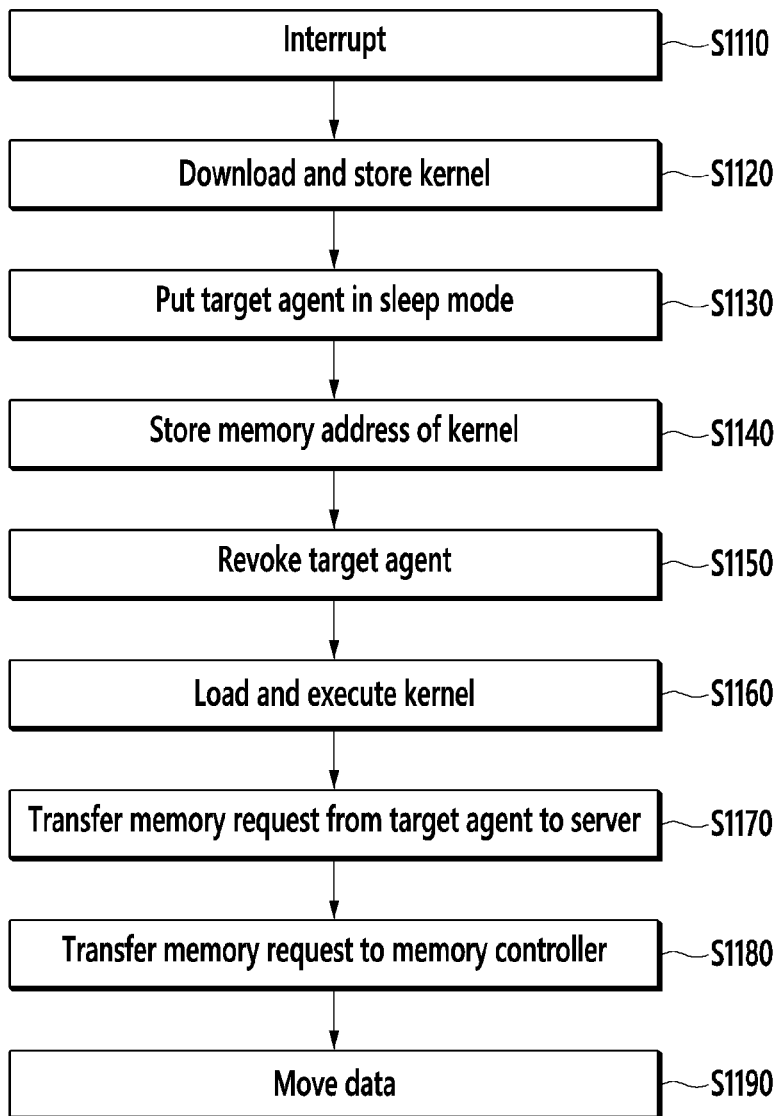 Interrupt S1110
Download and store kernel S1120
Put target agent in sleep mode S1130
Store memory address of kernel S1140
Revoke target agent S1150
Load and execute kernel S1160
Transfer memory request from target agent to server S1170
Transfer memory request to memory controller S1180
Move data S1190